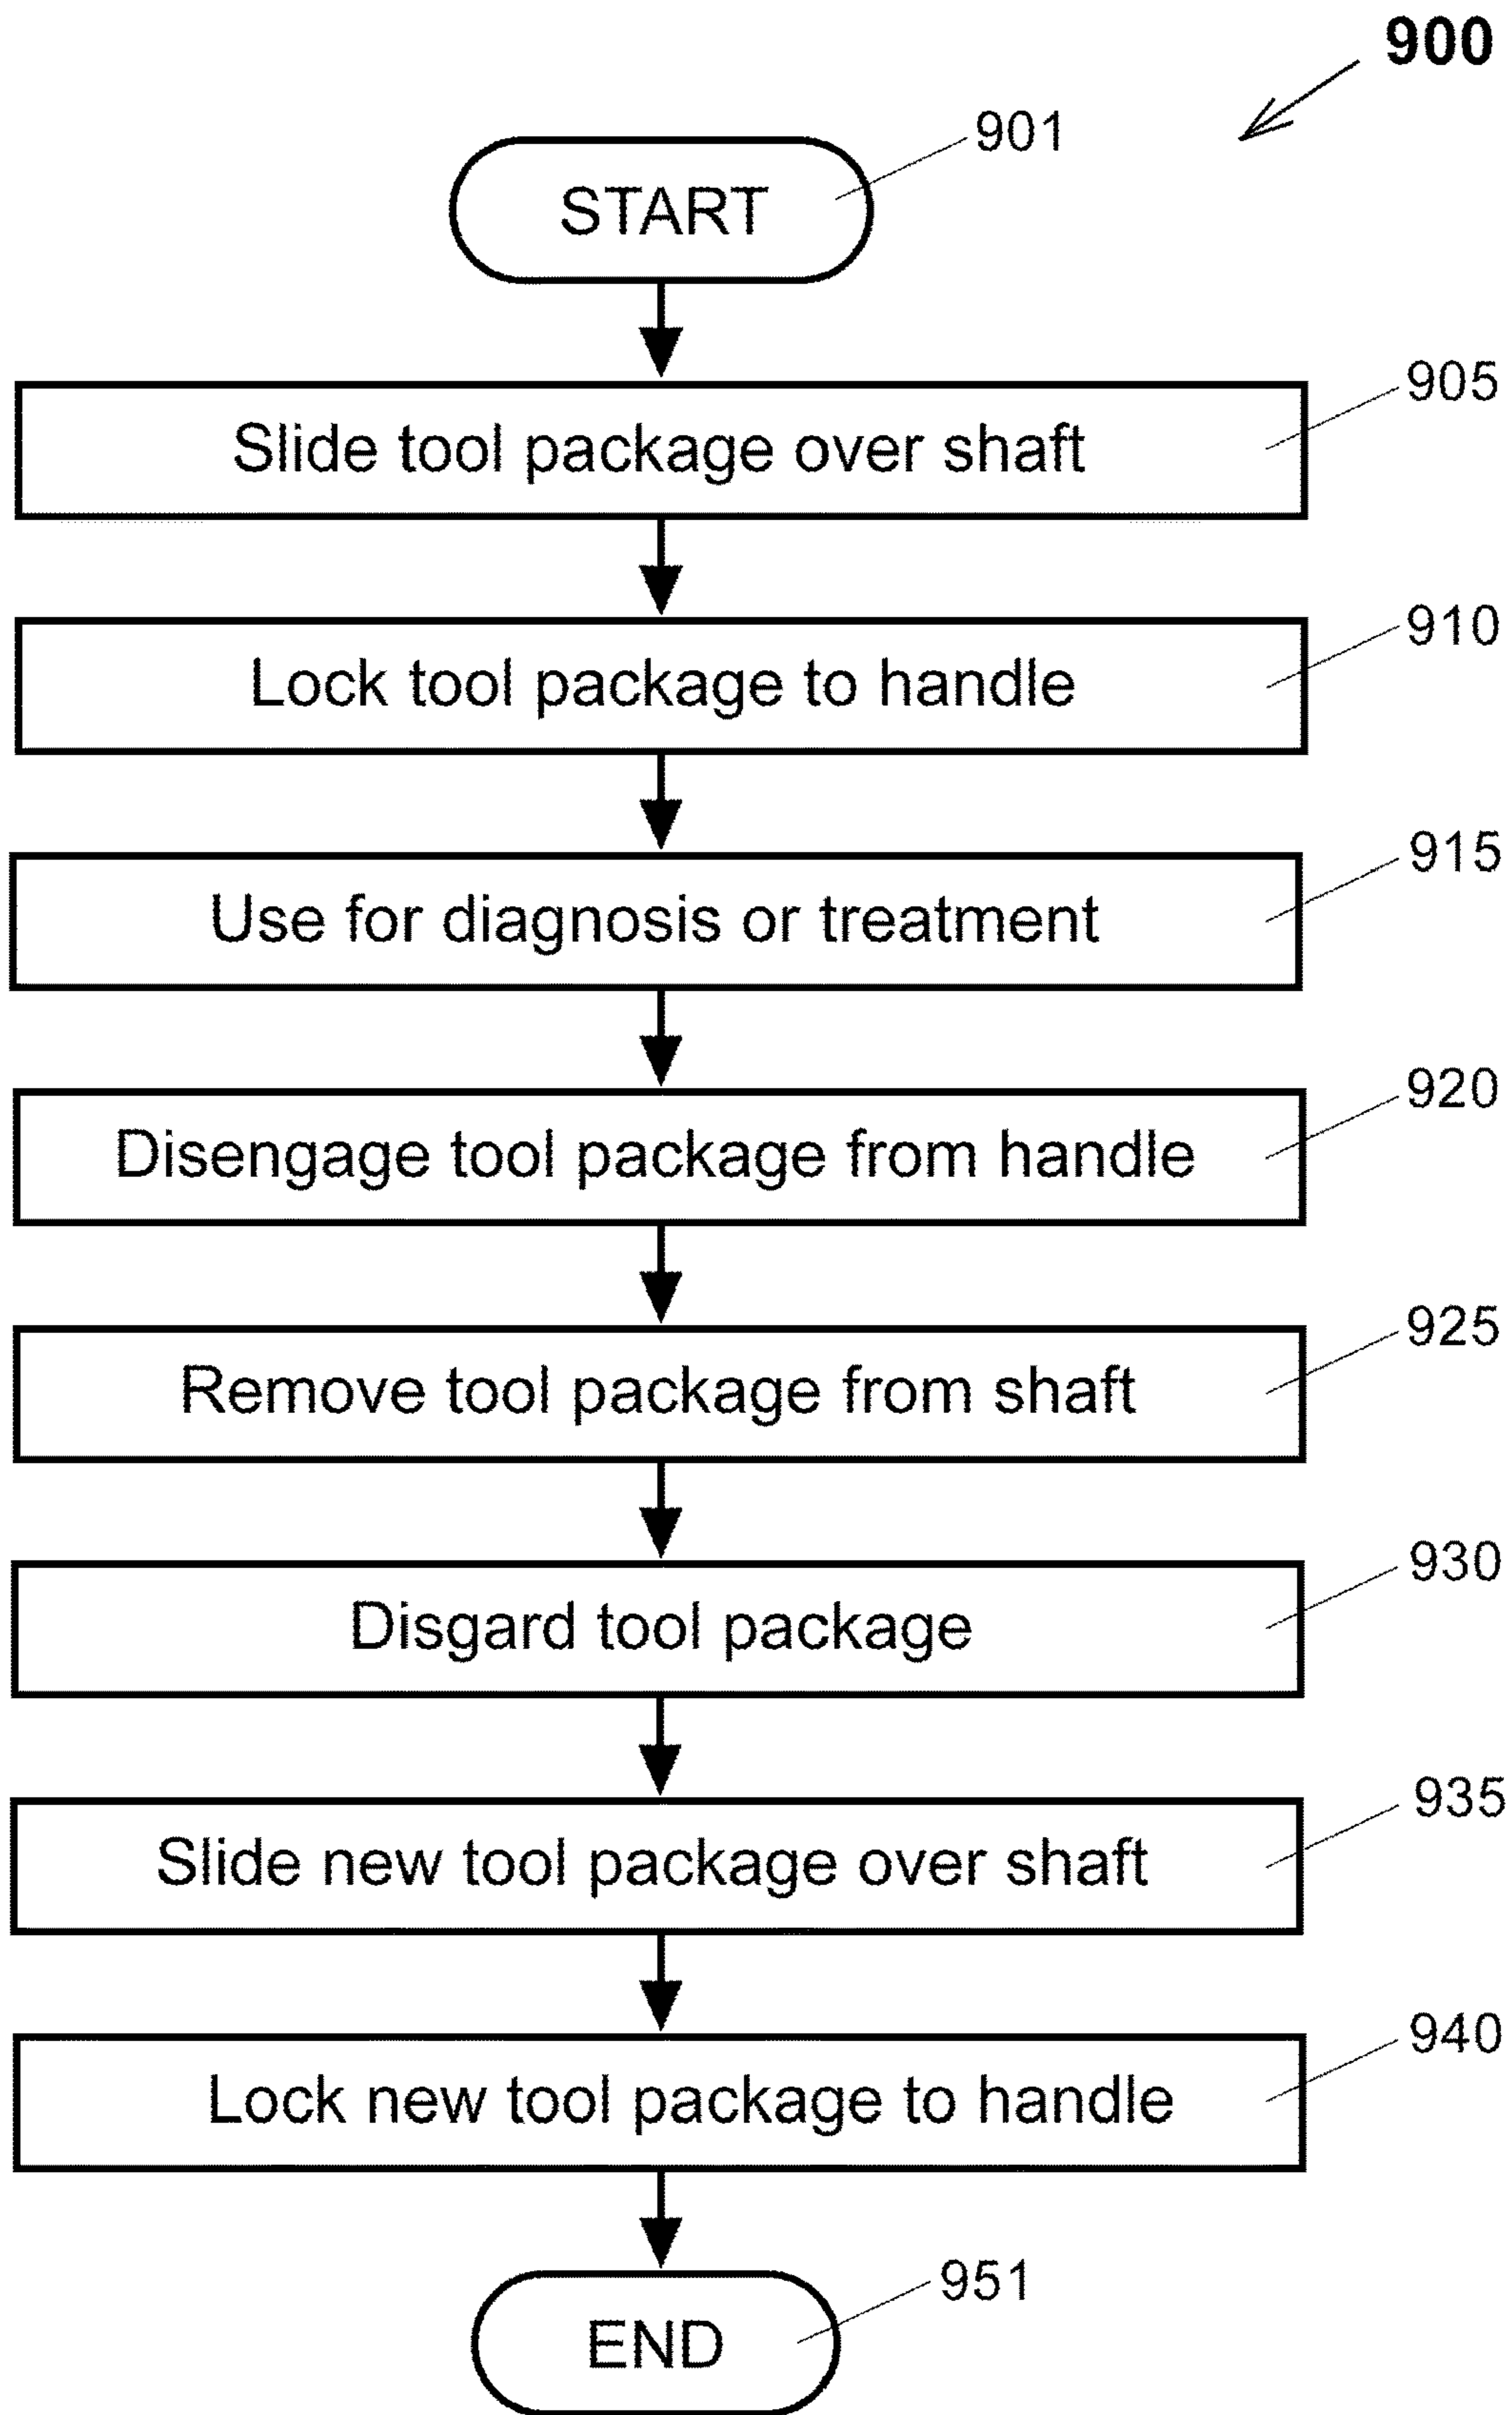 900
901
START
905
Slide tool package over shaft
910
Lock tool package to handle
915
Use for diagnosis or treatment
920
Disengage tool package from handle
925
Remove tool package from shaft
930
Disgard tool package
935
Slide new tool package over shaft
940
Lock new tool package to handle
951
END